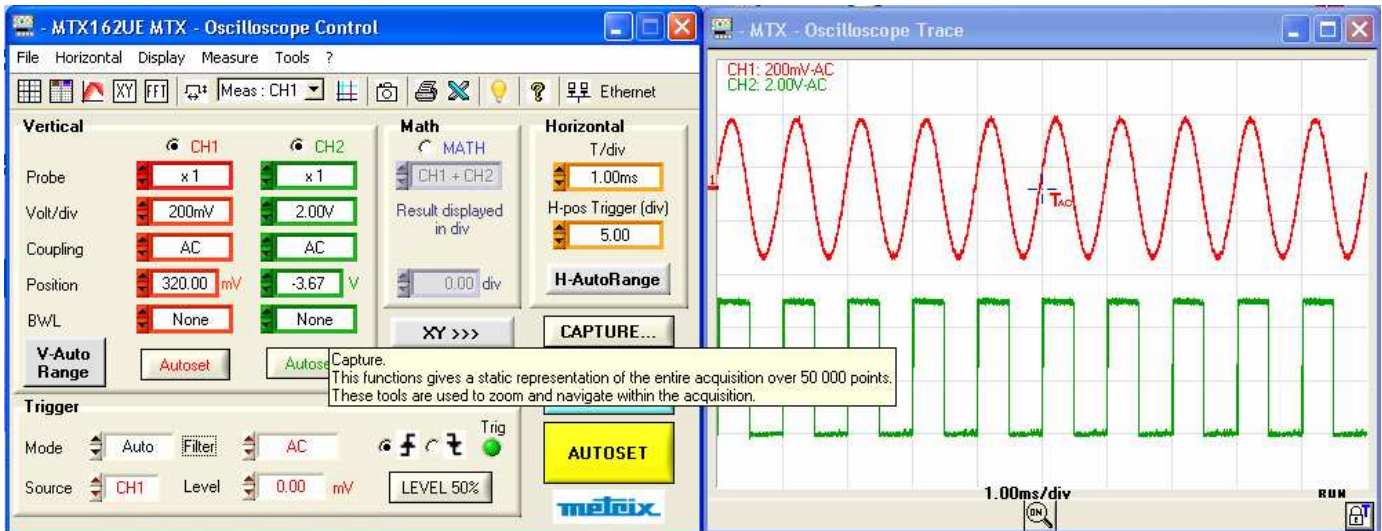 - MTX162UE MTX - Oscilloscope Control
File Horizontal Display Measure Tools ?
XY FFT Meas : CH1 ? Ethernet
Vertical
CH1 CH2
Probe x 1 x 1
Volt/div 200mV 2.00V
Coupling AC AC
Position 320.00 mV -3.67 V
BWL None None
V-Auto
Range
Autoset Autose
Math
MATH
CH1 + CH2
Result displayed
in div
0.00 div
XY >>>
Horizontal
T/div
1.00ms
H-pos Trigger (div)
5.00
H-AutoRange
CAPTURE...
Capture.
This functions gives a static representation of the entire acquisition over 50 000 points.
These tools are used to zoom and navigate within the acquisition.
Trigger
Mode Auto Filter AC Trig
Source CH1 Level 0.00 mV LEVEL 50%
AUTOSET
metrix
- MTX - Oscilloscope Trace
CH1: 200mV-AC
CH2: 2.00V-AC
1
TAC
1.00ms/div RUN
ON
T